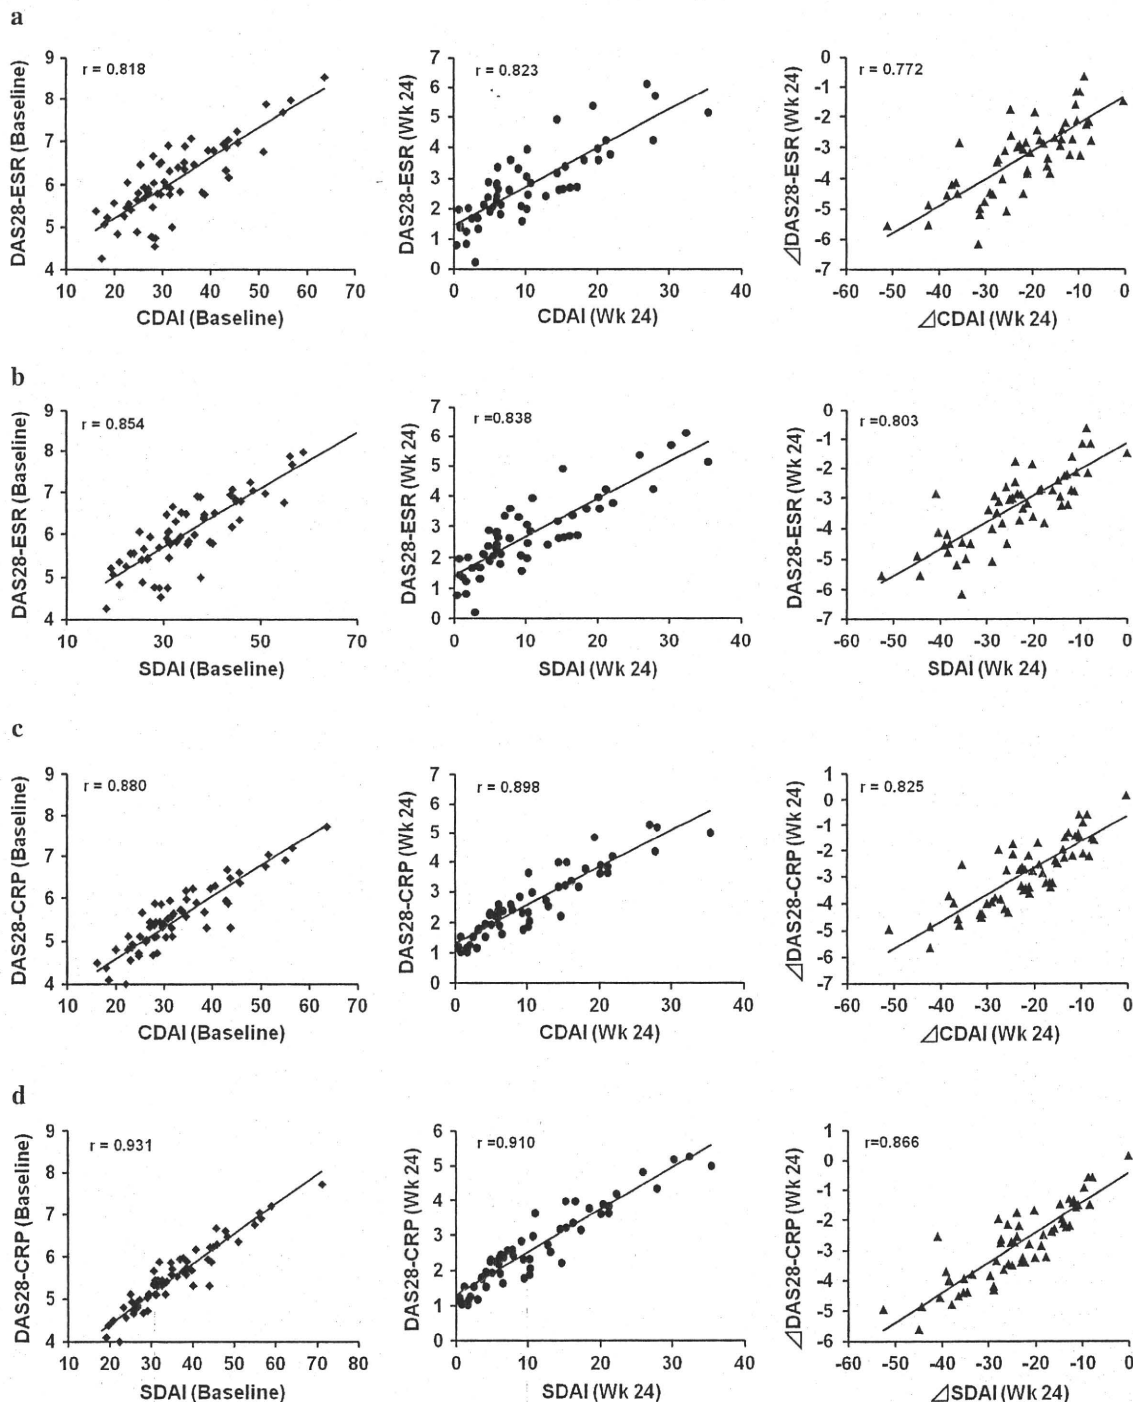 a
r = 0.818
DAS28-ESR (Baseline)
9
8
7
6
5
4
10 20 30 40 50 60 70
CDAI (Baseline)
r = 0.823
DAS28-ESR (Wk 24)
7
6
5
4
3
2
1
0
0 10 20 30 40
CDAI (Wk 24)
r = 0.772
⊿DAS28-ESR (Wk 24)
0
-1
-2
-3
-4
-5
-6
-7
-60 -50 -40 -30 -20 -10 0
⊿CDAI (Wk 24)
b
r = 0.854
DAS28-ESR (Baseline)
9
8
7
6
5
4
10 30 50 70
SDAI (Baseline)
r =0.838
DAS28-ESR (Wk 24)
7
6
5
4
3
2
1
0
0 10 20 30 40
SDAI (Wk 24)
r =0.803
DAS28-ESR (Wk 24)
0
-1
-2
-3
-4
-5
-6
-7
-60 -50 -40 -30 -20 -10 0
SDAI (Wk 24)
c
r = 0.880
DAS28-CRP (Baseline)
9
8
7
6
5
4
10 20 30 40 50 60 70
CDAI (Baseline)
r = 0.898
DAS28-CRP (Wk 24)
7
6
5
4
3
2
1
0
0 10 20 30 40
CDAI (Wk 24)
r = 0.825
⊿DAS28-CRP (Wk 24)
1
0
-1
-2
-3
-4
-5
-6
-7
-60 -50 -40 -30 -20 -10 0
⊿CDAI (Wk 24)
d
r = 0.931
DAS28-CRP (Baseline)
9
8
7
6
5
4
10 20 30 40 50 60 70 80
SDAI (Baseline)
r =0.910
DAS28-CRP (Wk 24)
6
5
4
3
2
1
0
0 10 20 30 40
SDAI (Wk 24)
r=0.866
⊿DAS28-CRP (Wk 24)
1
0
-1
-2
-3
-4
-5
-6
-60 -50 -40 -30 -20 -10 0
⊿SDAI (Wk 24)